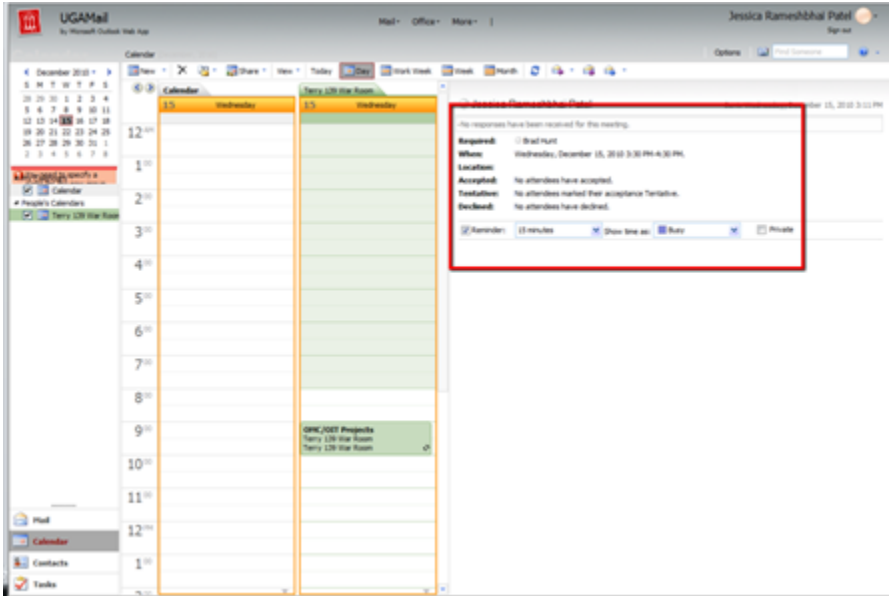 UGAMail
by Microsoft Outlook Web App
Mail Office More
Jessica Rameshbhai Patel
Sign out
Calendar
Options
Find Someone
New Share View Today Day Work Week Week Month
December 2010
S M T W T F S
28 29 30 1 2 3 4
5 6 7 8 9 10 11
12 13 14 15 16 17 18
19 20 21 22 23 24 25
26 27 28 29 30 31 1
2 3 4 5 6 7 8
Calendar
People's Calendars
Terry 139 War Room
Mail
Calendar
Contacts
Tasks
Calendar
Terry 139 War Room
15 Wednesday
15 Wednesday
12 AM
1 00
2 00
3 00
4 00
5 00
6 00
7 00
8 00
9 00
10 00
11 00
12 PM
1 00
OMC/OIT Projects
Terry 139 War Room
Terry 139 War Room
Jessica Rameshbhai Patel
15, 2010 3:11 PM
No responses have been received for this meeting.
Required: Brad Hunt
When: Wednesday, December 15, 2010 3:30 PM-4:30 PM.
Location:
Accepted: No attendees have accepted.
Tentative: No attendees marked their acceptance Tentative.
Declined: No attendees have declined.
Reminder: 15 minutes Show time as: Busy Private